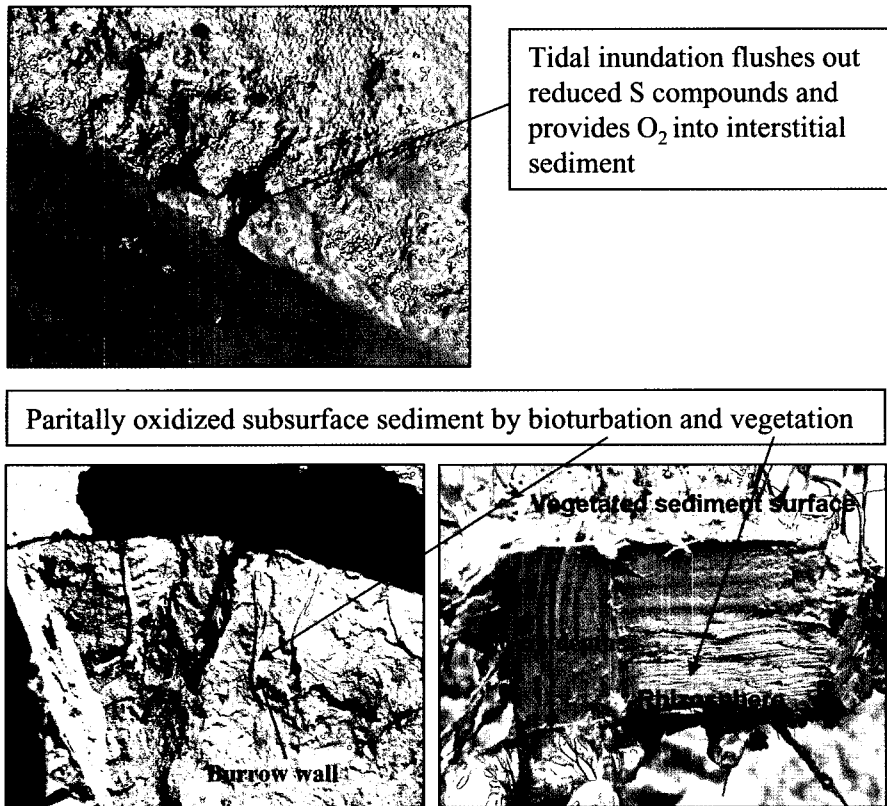 Tidal inundation flushes out
reduced S compounds and
provides O₂ into interstitial
sediment
Paritally oxidized subsurface sediment by bioturbation and vegetation
Vegetated sediment surface
Rhizosphere
Burrow wall